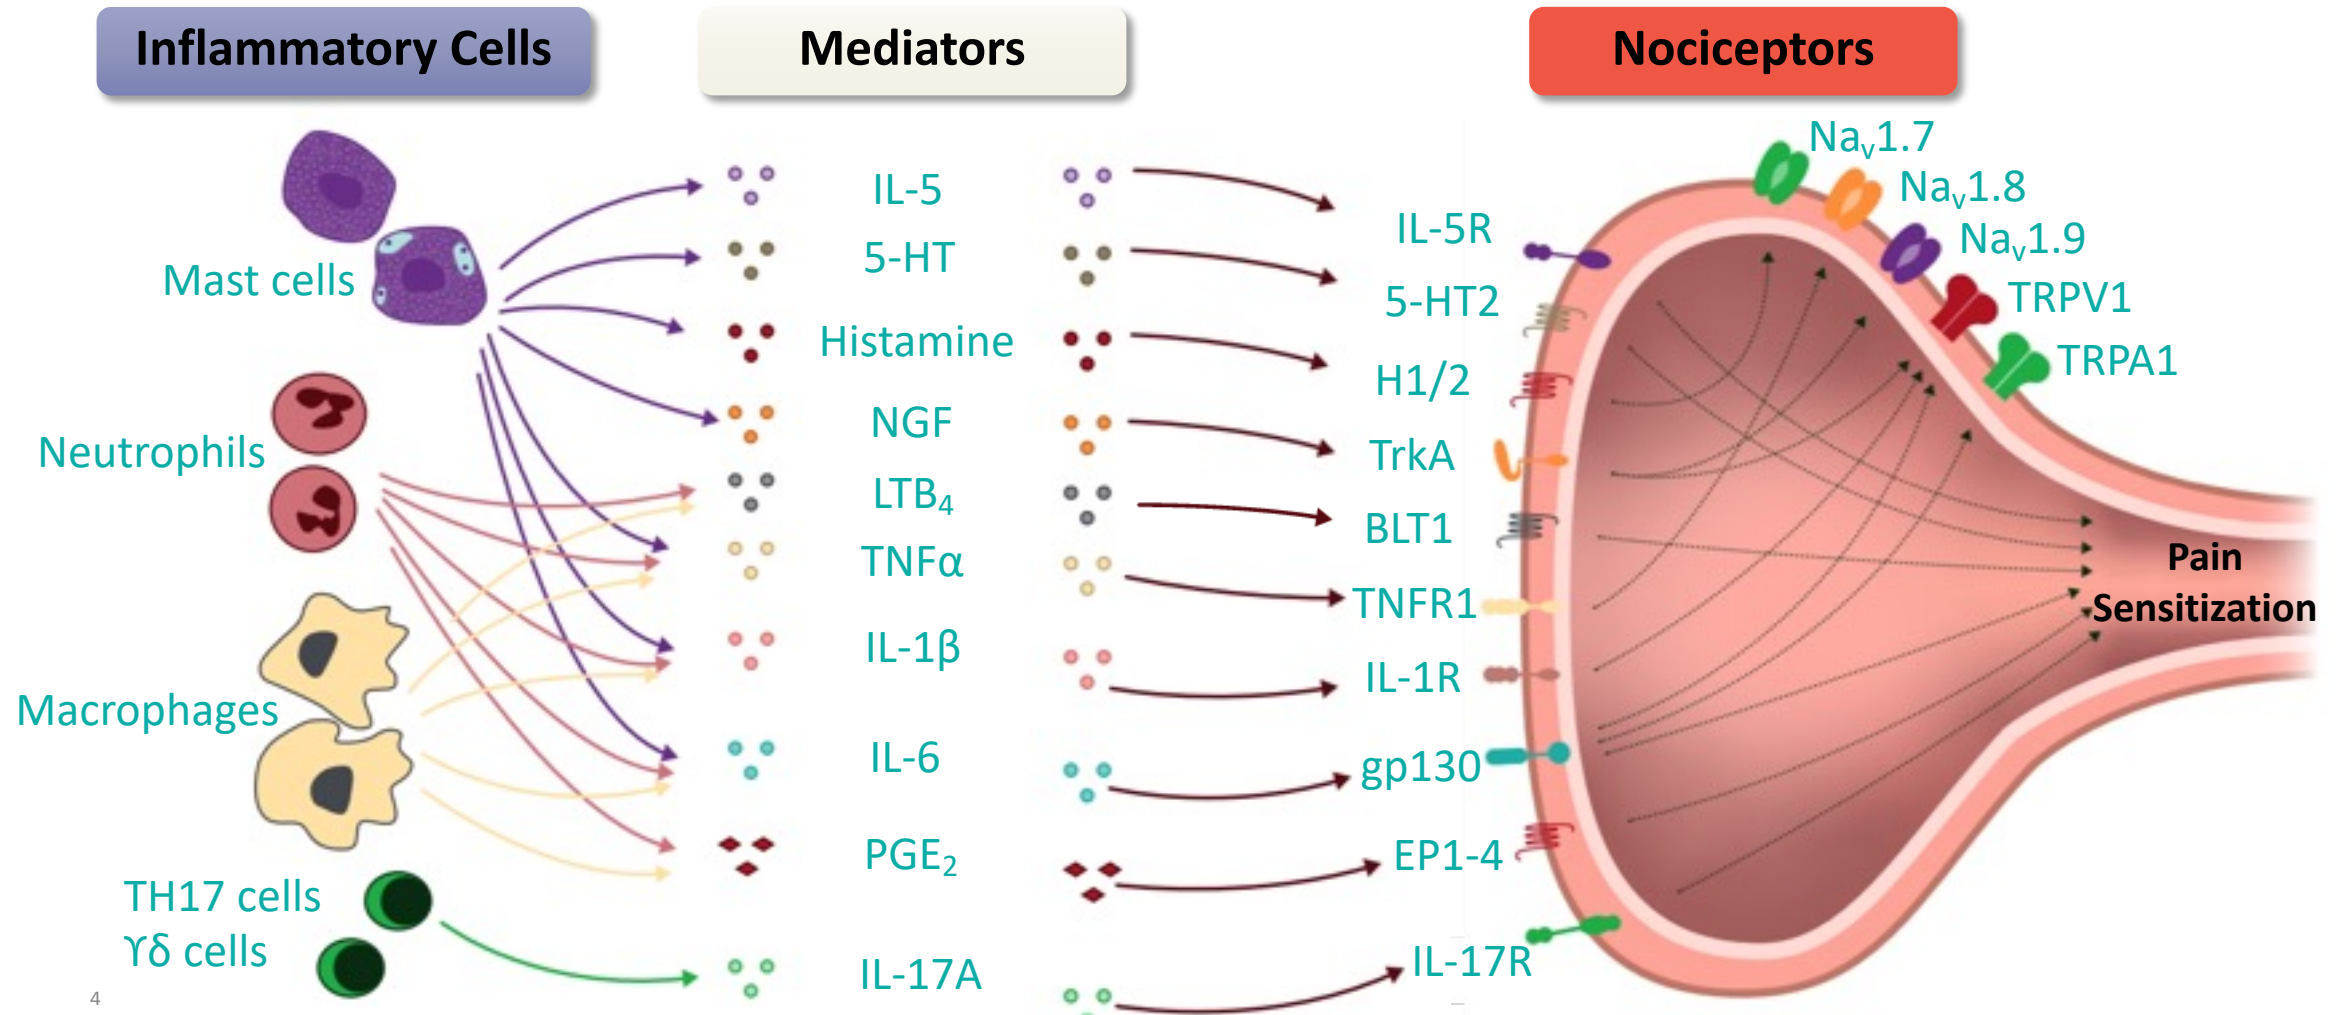 Inflammatory Cells
Mediators
Nociceptors
Mast cells
Neutrophils
Macrophages
TH17 cells
ϒδ cells
IL-5
5-HT
Histamine
NGF
LTB₄
TNFα
IL-1β
IL-6
PGE₂
IL-17A
IL-5R
5-HT2
H1/2
TrkA
BLT1
TNFR1
IL-1R
gp130
EP1-4
IL-17R
Naᵥ1.7
Naᵥ1.8
Naᵥ1.9
TRPV1
TRPA1
Pain
Sensitization
4